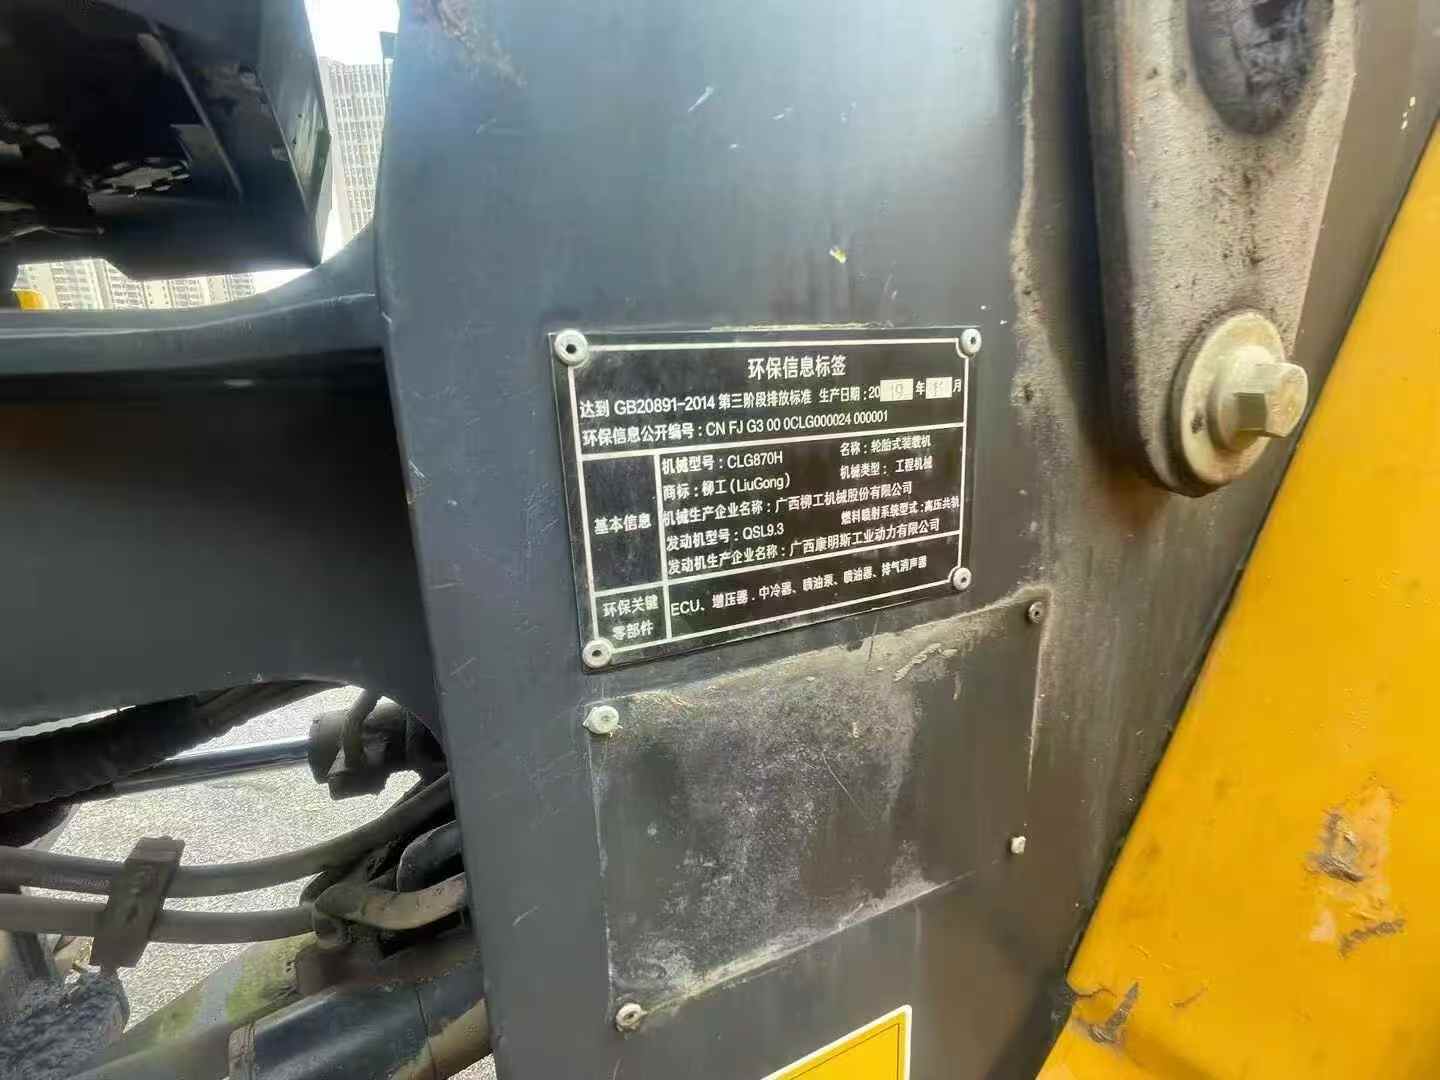 环保信息标签
达到 GB20891-2014 第三阶段排放标准 生产日期:2019年11月
环保信息公开编号:CN FJ G3 00 0CLG000024 000001
基本信息
机械型号:CLG870H 名称:轮胎式装载机
商标:柳工(LiuGong) 机械类型:工程机械
机械生产企业名称:广西柳工机械股份有限公司
发动机型号:QSL9.3 燃料喷射系统型式:高压共轨
发动机生产企业名称:广西康明斯工业动力有限公司
环保关键零部件
ECU、增压器.中冷器、喷油泵、喷油器、排气消声器